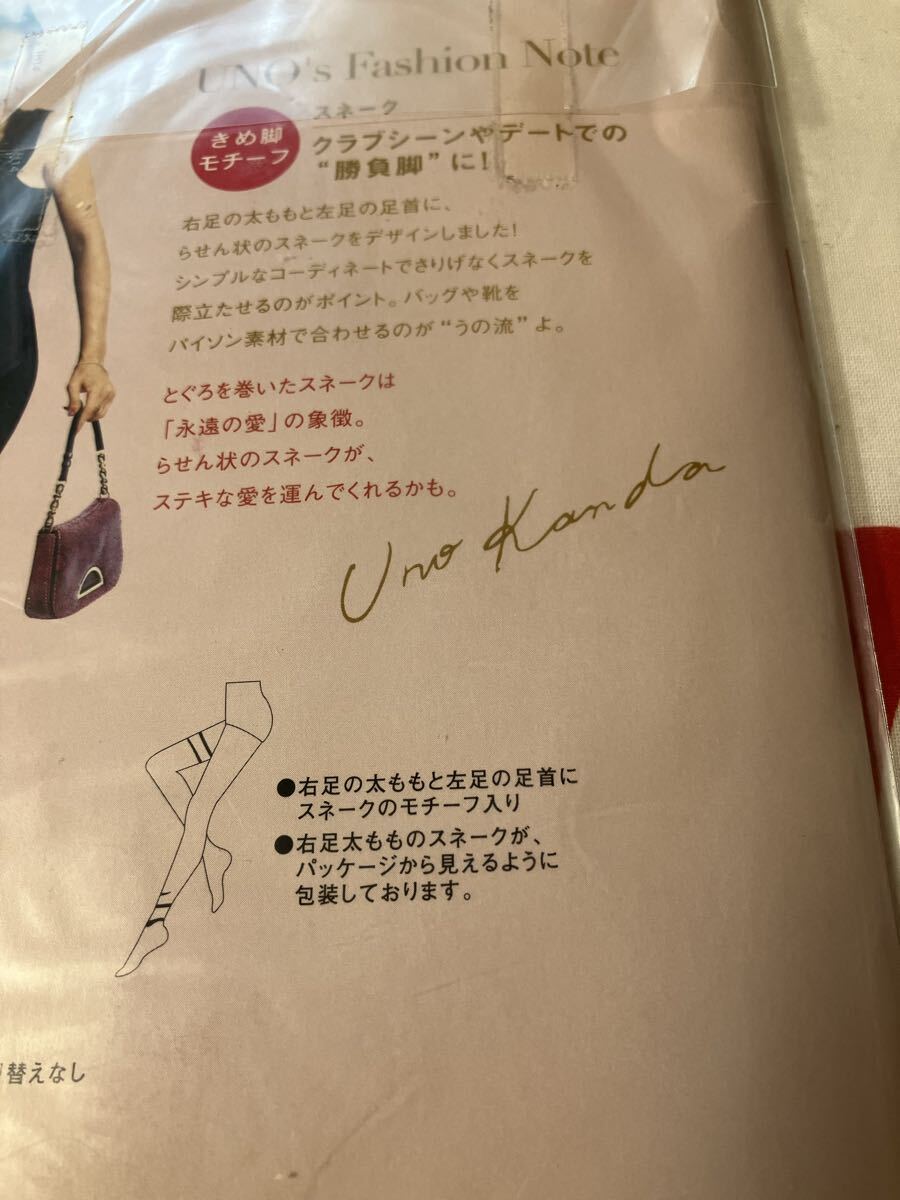 UNO's Fashion Note
きめ脚
モチーフ
スネーク
クラブシーンやデートでの
“勝負脚”に!
右足の太ももと左足の足首に、
らせん状のスネークをデザインしました!
シンプルなコーディネートでさりげなくスネークを
際立たせるのがポイント。バッグや靴を
パイソン素材で合わせるのが“うの流”よ。
とぐろを巻いたスネークは
「永遠の愛」の象徴。
らせん状のスネークが、
ステキな愛を運んでくれるかも。
Uno Kanda
●右足の太ももと左足の足首に
スネークのモチーフ入り
●右足太もものスネークが、
パッケージから見えるように
包装しております。
替えなし